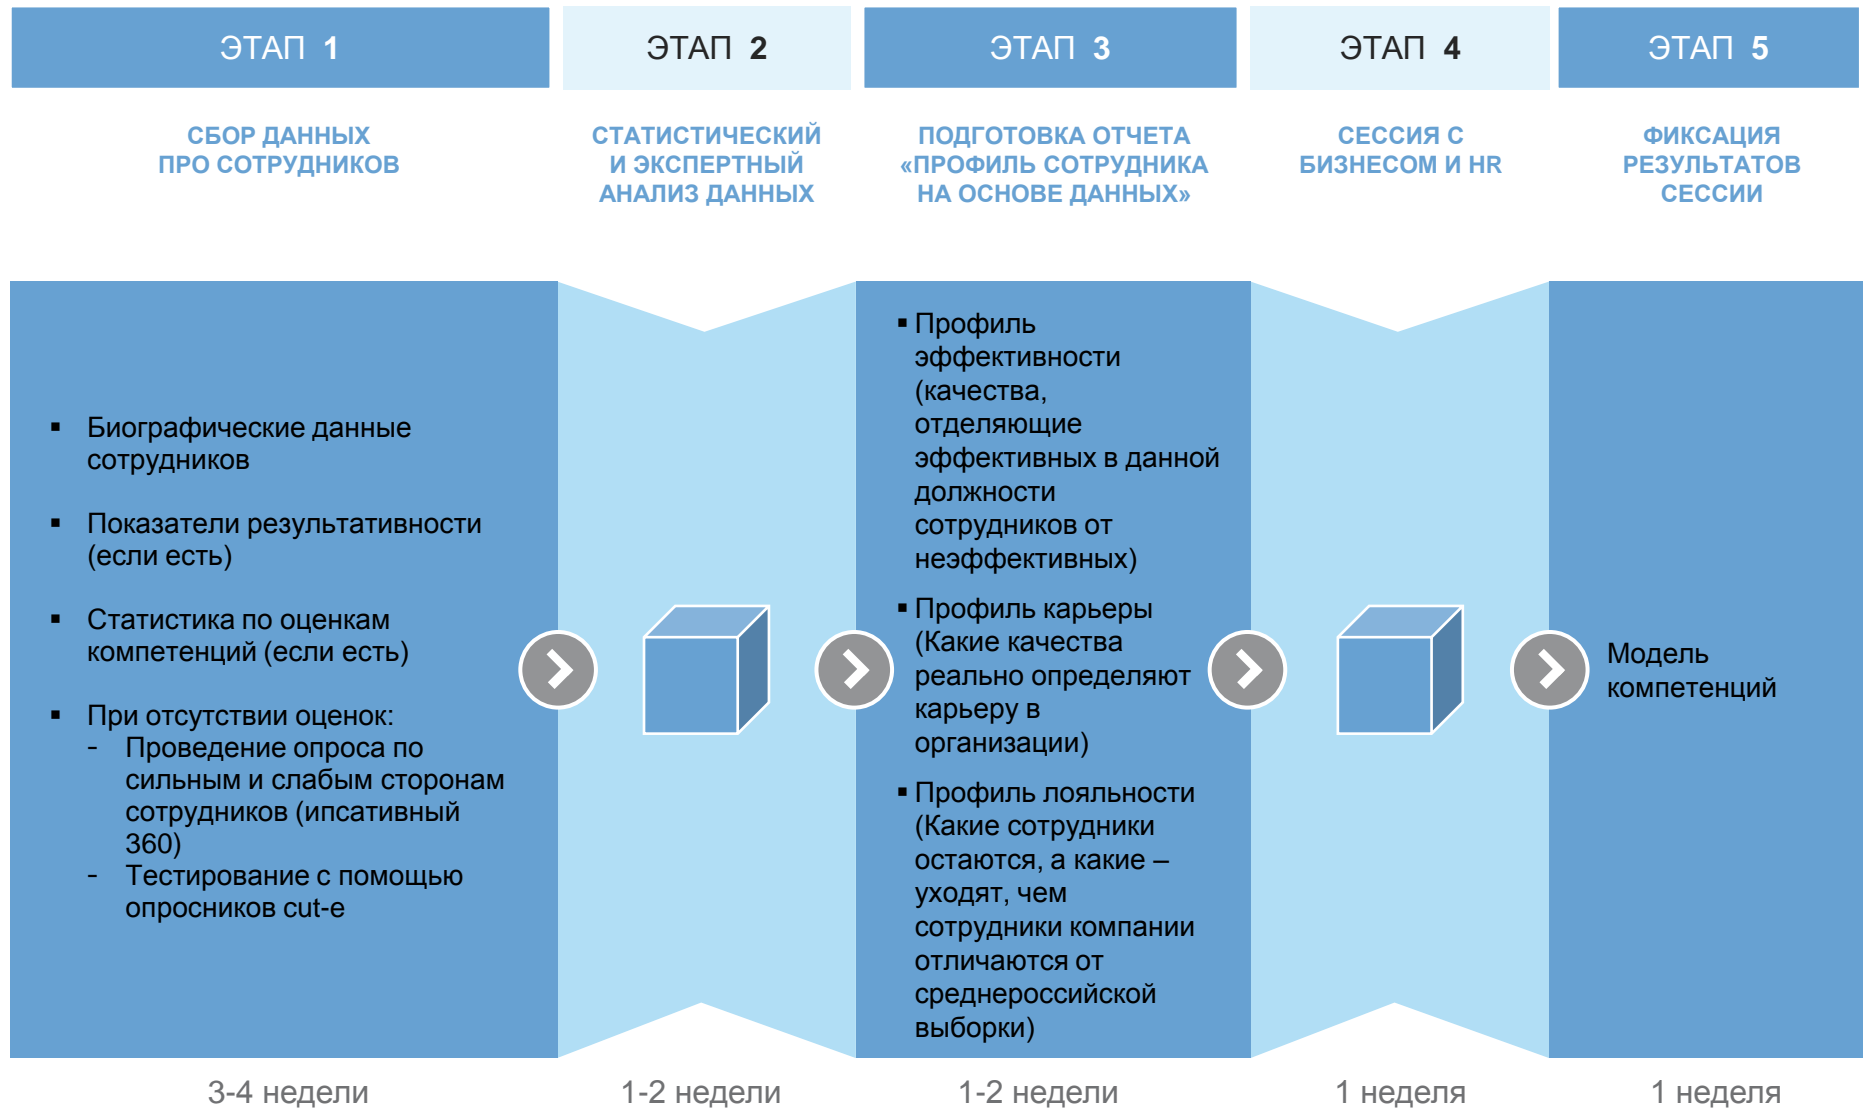 ЭТАП 1
ЭТАП 2
ЭТАП 3
ЭТАП 4
ЭТАП 5
СБОР ДАННЫХ
ПРО СОТРУДНИКОВ
СТАТИСТИЧЕСКИЙ
И ЭКСПЕРТНЫЙ
АНАЛИЗ ДАННЫХ
ПОДГОТОВКА ОТЧЕТА
«ПРОФИЛЬ СОТРУДНИКА
НА ОСНОВЕ ДАННЫХ»
СЕССИЯ С
БИЗНЕСОМ И HR
ФИКСАЦИЯ
РЕЗУЛЬТАТОВ
СЕССИИ
▪ Биографические данные
сотрудников
▪ Показатели результативности
(если есть)
▪ Статистика по оценкам
компетенций (если есть)
▪ При отсутствии оценок:
- Проведение опроса по
сильным и слабым сторонам
сотрудников (ипсативный
360)
- Тестирование с помощью
опросников cut-e
▪ Профиль
эффективности
(качества,
отделяющие
эффективных в данной
должности
сотрудников от
неэффективных)
▪ Профиль карьеры
(Какие качества
реально определяют
карьеру в
организации)
▪ Профиль лояльности
(Какие сотрудники
остаются, а какие –
уходят, чем
сотрудники компании
отличаются от
среднероссийской
выборки)
Модель
компетенций
3-4 недели
1-2 недели
1-2 недели
1 неделя
1 неделя